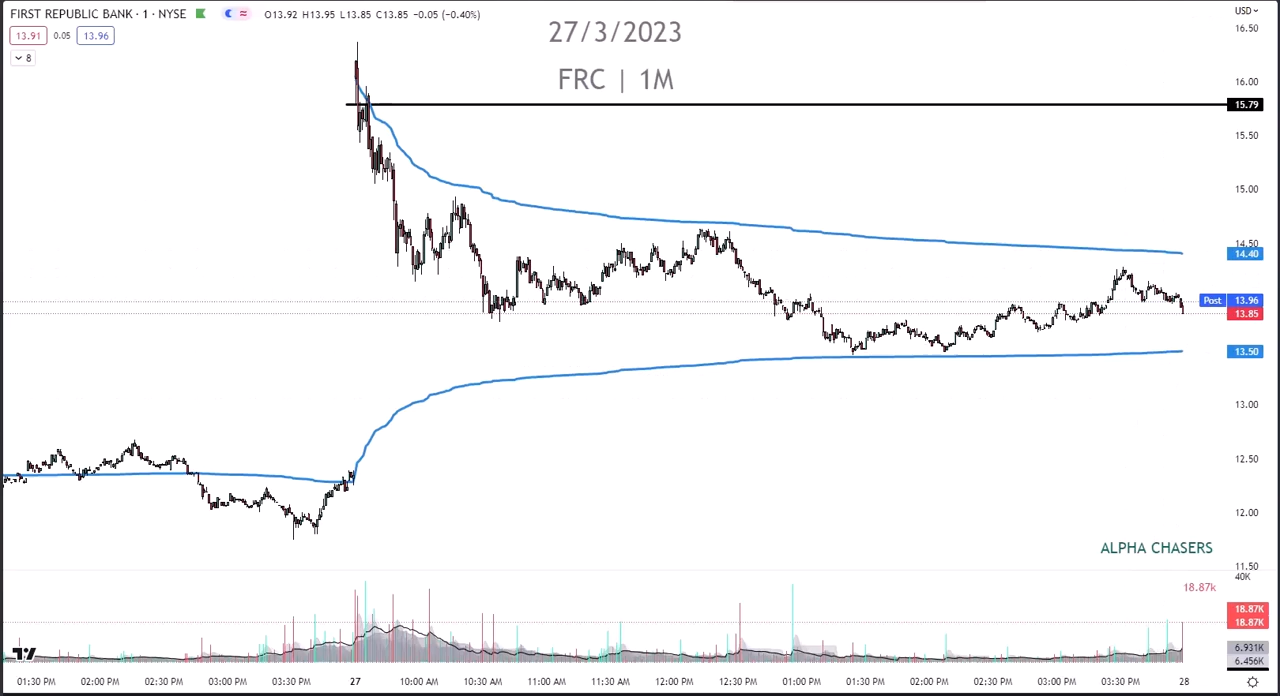 FIRST REPUBLIC BANK · 1 · NYSE O13.92 H13.95 L13.85 C13.85 −0.05 (−0.40%)
USD
13.91 0.05 13.96
8
27/3/2023
FRC | 1M
16.50
16.00
15.79
15.50
15.00
14.50
14.40
Post 13.96
13.85
13.50
13.00
12.50
12.00
11.50
ALPHA CHASERS
40K
18.87k
18.87K
18.87K
6.931K
6.456K
01:30 PM 02:00 PM 02:30 PM 03:00 PM 03:30 PM 27 10:00 AM 10:30 AM 11:00 AM 11:30 AM 12:00 PM 12:30 PM 01:00 PM 01:30 PM 02:00 PM 02:30 PM 03:00 PM 03:30 PM 28